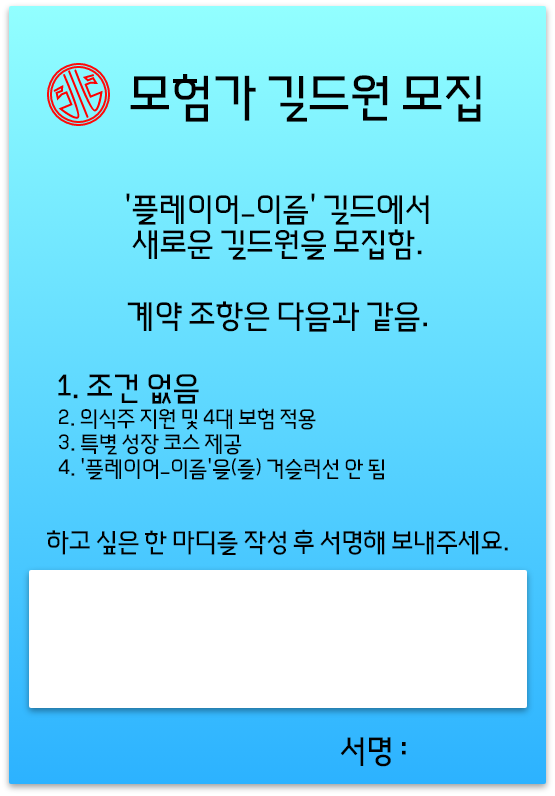 모험가 길드원 모집
'플레이어_이름' 길드에서
새로운 길드원을 모집함.
계약 조항은 다음과 같음.
1. 조건 없음
2. 의식주 지원 및 4대 보험 적용
3. 특별 성장 코스 제공
4. '플레이어_이름'을(를) 거슬러선 안 됨
하고 싶은 한 마디를 작성 후 서명해 보내주세요.
서명 :